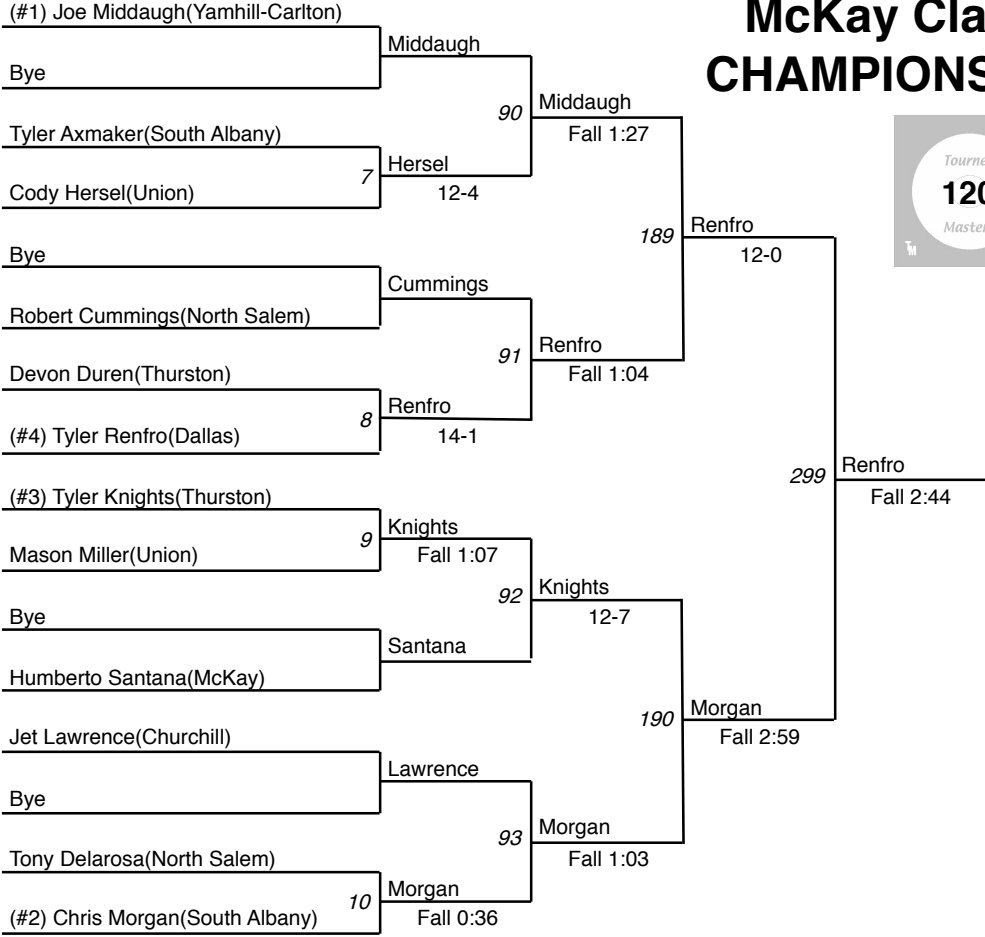 (#1) Joe Middaugh(Yamhill-Carlton)
Bye
Tyler Axmaker(South Albany)
7
Cody Hersel(Union)
Bye
Robert Cummings(North Salem)
Devon Duren(Thurston)
8
(#4) Tyler Renfro(Dallas)
(#3) Tyler Knights(Thurston)
9
Mason Miller(Union)
Bye
Humberto Santana(McKay)
Jet Lawrence(Churchill)
Bye
Tony Delarosa(North Salem)
10
(#2) Chris Morgan(South Albany)
Middaugh
90
Hersel
12-4
Cummings
91
Renfro
14-1
Knights
Fall 1:07
92
Santana
Lawrence
93
Morgan
Fall 0:36
Middaugh
Fall 1:27
189
Renfro
Fall 1:04
Knights
12-7
190
Morgan
Fall 1:03
Renfro
12-0
299
Morgan
Fall 2:59
Renfro
Fall 2:44
McKay Cla
CHAMPIONS
Tourne
120
Master
TM